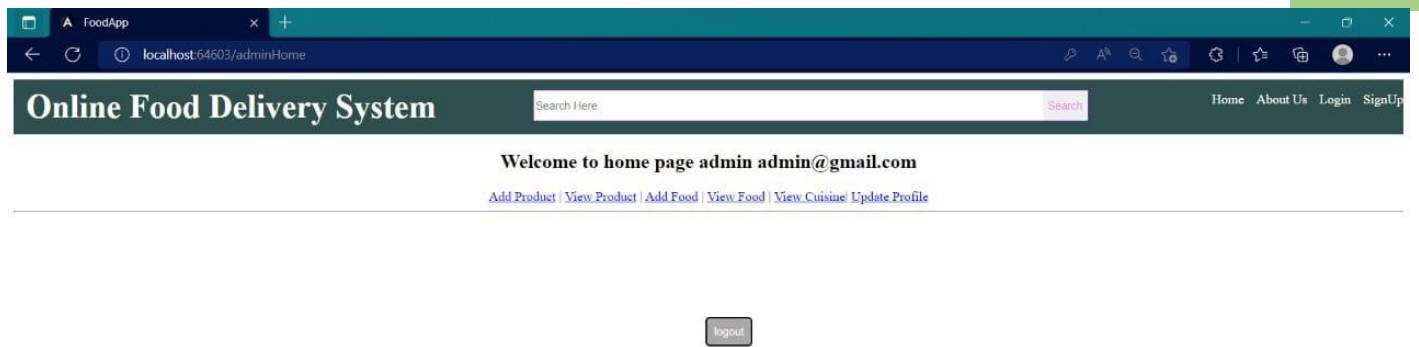 FoodApp
localhost:64603/adminHome
Online Food Delivery System
Search Here
Search
Home About Us Login SignUp
Welcome to home page admin admin@gmail.com
Add Product | View Product | Add Food | View Food | View Cuisine| Update Profile
logout